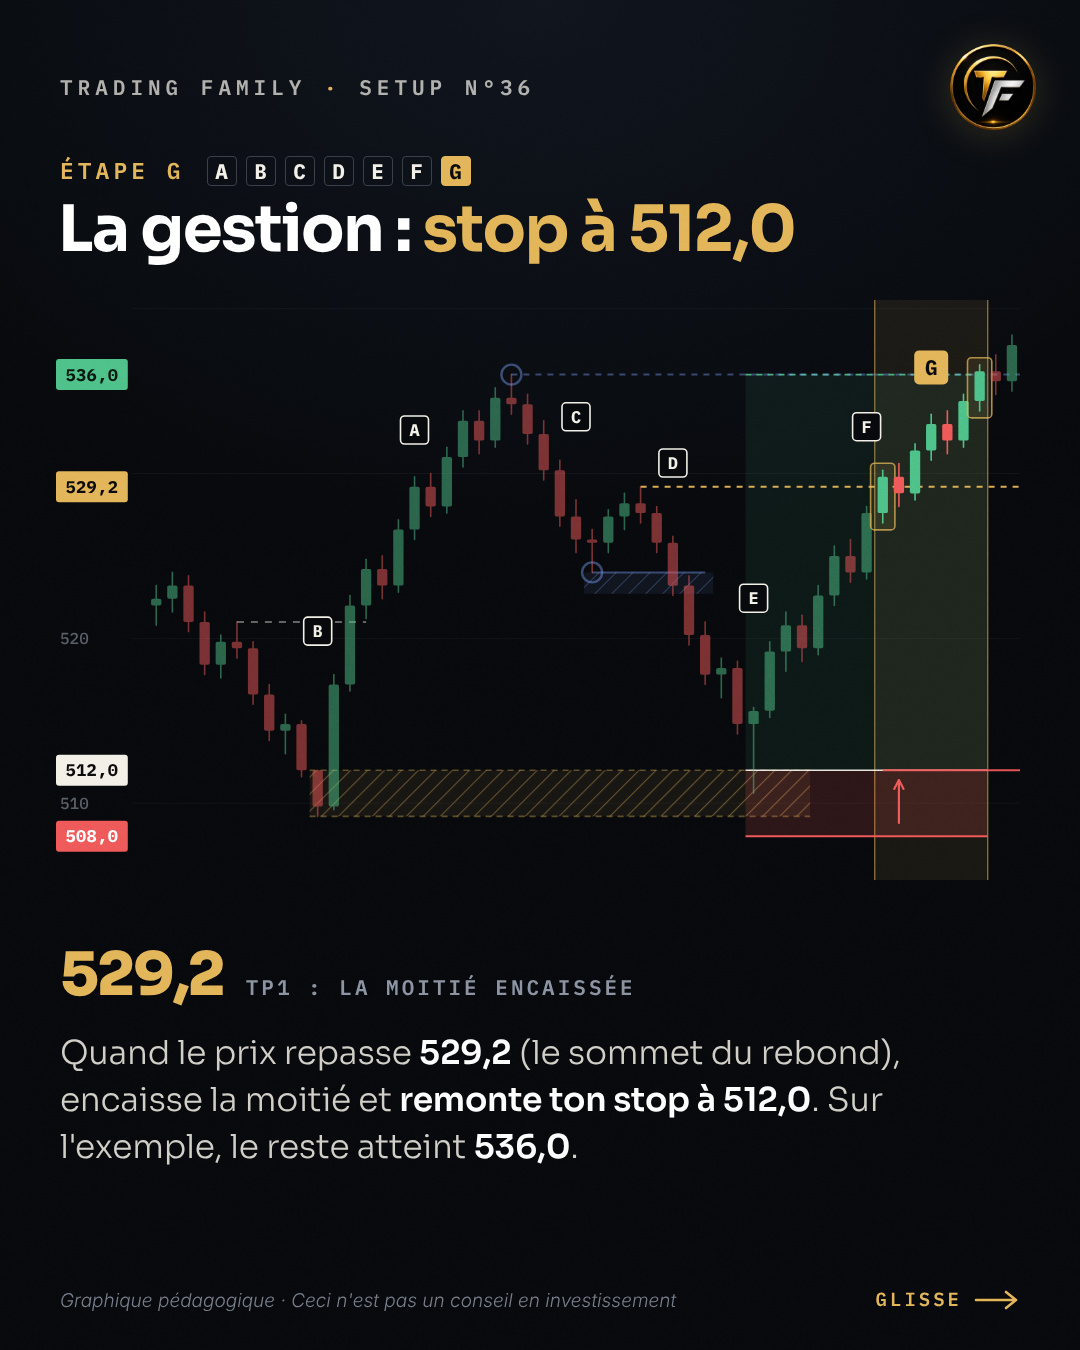 TRADING FAMILY · SETUP N°36
TF
ÉTAPE G A B C D E F G
La gestion : stop à 512,0
536,0
G
A
C
F
D
529,2
E
B
520
512,0
510
508,0
529,2 TP1 : LA MOITIÉ ENCAISSÉE
Quand le prix repasse 529,2 (le sommet du rebond),
encaisse la moitié et remonte ton stop à 512,0. Sur
l'exemple, le reste atteint 536,0.
Graphique pédagogique · Ceci n'est pas un conseil en investissement
GLISSE →